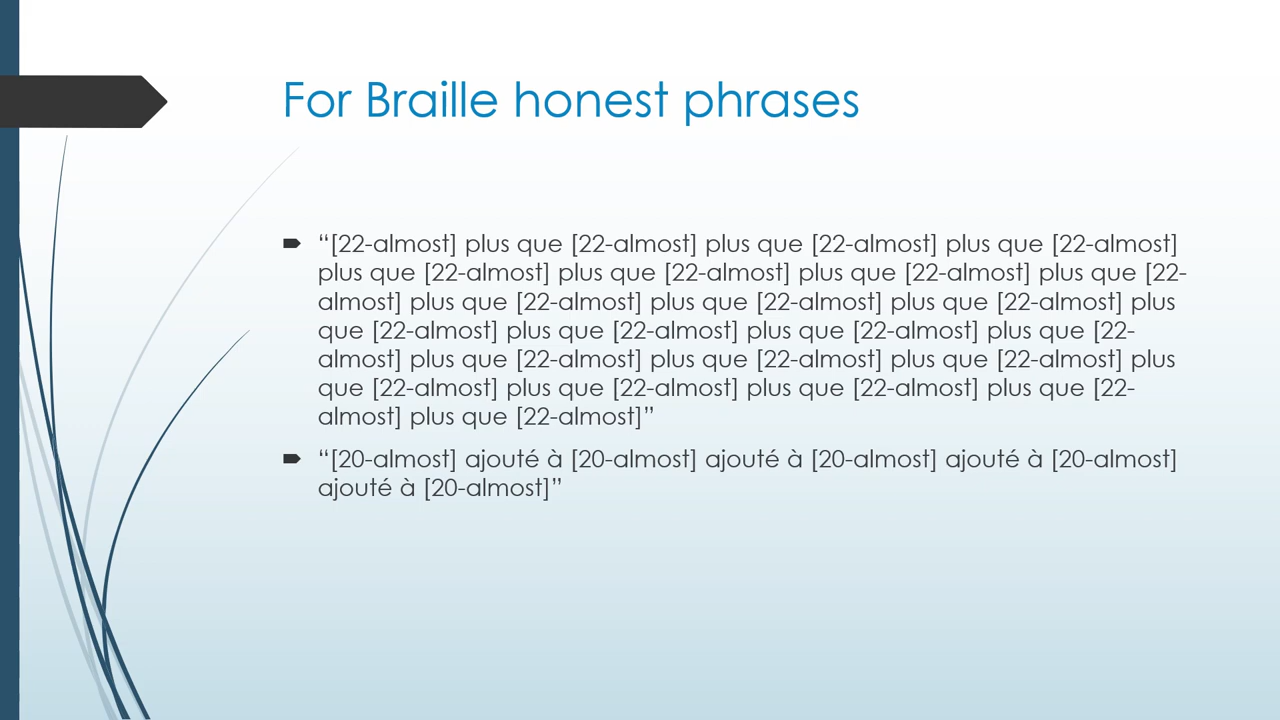 For Braille honest phrases
“[22-almost] plus que [22-almost] plus que [22-almost] plus que [22-almost]
plus que [22-almost] plus que [22-almost] plus que [22-almost] plus que [22-
almost] plus que [22-almost] plus que [22-almost] plus que [22-almost] plus
que [22-almost] plus que [22-almost] plus que [22-almost] plus que [22-
almost] plus que [22-almost] plus que [22-almost] plus que [22-almost] plus
que [22-almost] plus que [22-almost] plus que [22-almost] plus que [22-
almost] plus que [22-almost]”
“[20-almost] ajouté à [20-almost] ajouté à [20-almost] ajouté à [20-almost]
ajouté à [20-almost]”